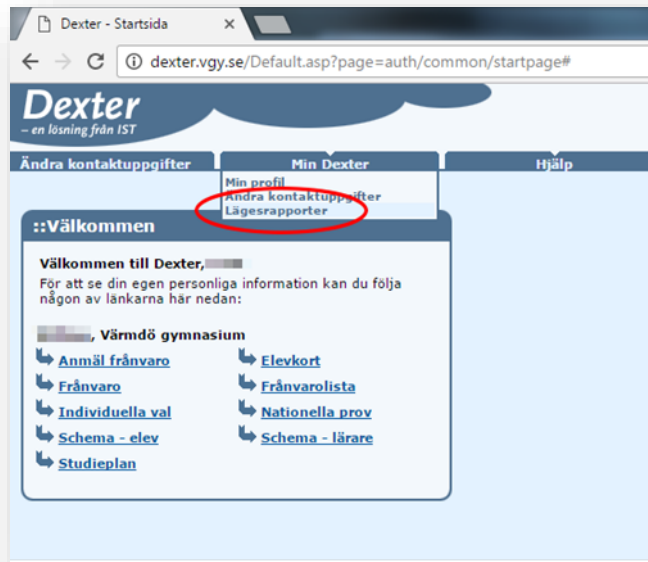 Dexter - Startsida
dexter.vgy.se/Default.asp?page=auth/common/startpage#
Dexter
– en lösning från IST
Ändra kontaktuppgifter Min Dexter Hjälp
Min profil
Ändra kontaktuppgifter
Lägesrapporter
::Välkommen
Välkommen till Dexter,
För att se din egen personliga information kan du följa
någon av länkarna här nedan:
, Värmdö gymnasium
Anmäl frånvaro Elevkort
Frånvaro Frånvarolista
Individuella val Nationella prov
Schema - elev Schema - lärare
Studieplan